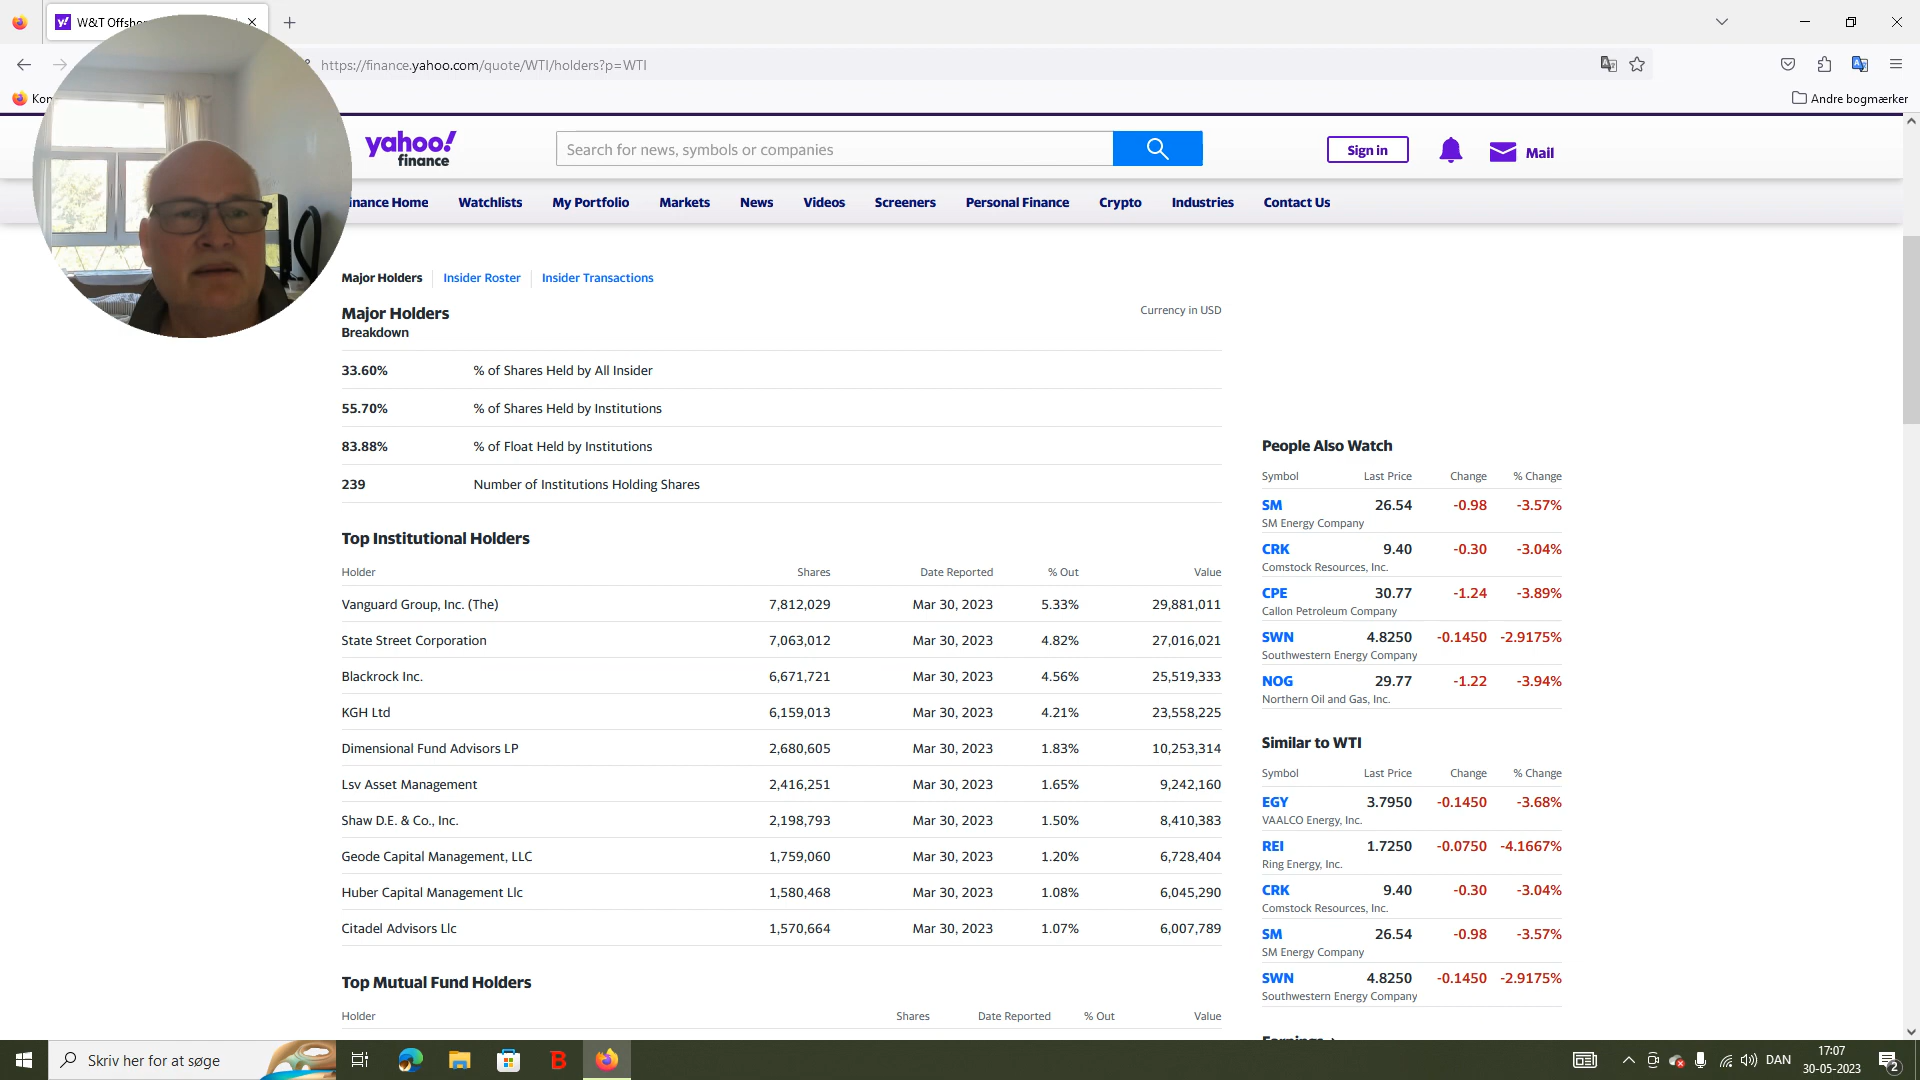 W&T Offsho
https://finance.yahoo.com/quote/WTI/holders?p=WTI
Kon
Andre bogmærker
yahoo!
finance
Search for news, symbols or companies
Sign in
Mail
inance Home Watchlists My Portfolio Markets News Videos Screeners Personal Finance Crypto Industries Contact Us
Major Holders Insider Roster Insider Transactions
Major Holders Currency in USD
Breakdown
33.60% % of Shares Held by All Insider
55.70% % of Shares Held by Institutions
83.88% % of Float Held by Institutions
239 Number of Institutions Holding Shares
Top Institutional Holders
Holder Shares Date Reported % Out Value
Vanguard Group, Inc. (The) 7,812,029 Mar 30, 2023 5.33% 29,881,011
State Street Corporation 7,063,012 Mar 30, 2023 4.82% 27,016,021
Blackrock Inc. 6,671,721 Mar 30, 2023 4.56% 25,519,333
KGH Ltd 6,159,013 Mar 30, 2023 4.21% 23,558,225
Dimensional Fund Advisors LP 2,680,605 Mar 30, 2023 1.83% 10,253,314
Lsv Asset Management 2,416,251 Mar 30, 2023 1.65% 9,242,160
Shaw D.E. & Co., Inc. 2,198,793 Mar 30, 2023 1.50% 8,410,383
Geode Capital Management, LLC 1,759,060 Mar 30, 2023 1.20% 6,728,404
Huber Capital Management Llc 1,580,468 Mar 30, 2023 1.08% 6,045,290
Citadel Advisors Llc 1,570,664 Mar 30, 2023 1.07% 6,007,789
Top Mutual Fund Holders
Holder Shares Date Reported % Out Value
People Also Watch
Symbol Last Price Change % Change
SM 26.54 -0.98 -3.57%
SM Energy Company
CRK 9.40 -0.30 -3.04%
Comstock Resources, Inc.
CPE 30.77 -1.24 -3.89%
Callon Petroleum Company
SWN 4.8250 -0.1450 -2.9175%
Southwestern Energy Company
NOG 29.77 -1.22 -3.94%
Northern Oil and Gas, Inc.
Similar to WTI
Symbol Last Price Change % Change
EGY 3.7950 -0.1450 -3.68%
VAALCO Energy, Inc.
REI 1.7250 -0.0750 -4.1667%
Ring Energy, Inc.
CRK 9.40 -0.30 -3.04%
Comstock Resources, Inc.
SM 26.54 -0.98 -3.57%
SM Energy Company
SWN 4.8250 -0.1450 -2.9175%
Southwestern Energy Company
Skriv her for at søge
DAN
17:07
30-05-2023
2